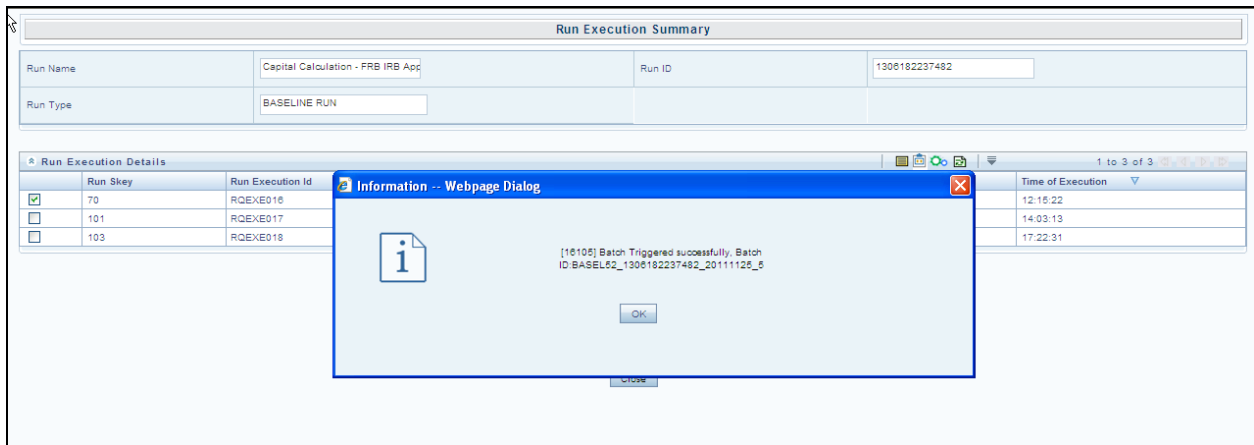 Run Execution Summary
Run Name Capital Calculation - FRB IRB App Run ID 1306182237482
Run Type BASELINE RUN
Run Execution Details 1 to 3 of 3
Run Skey Run Execution Id Time of Execution
70 RQEXE016 12:15:22
101 RQEXE017 14:03:13
103 RQEXE018 17:22:31
Information -- Webpage Dialog
[16105] Batch Triggered successfully, Batch
ID:BASEL52_1306182237482_20111125_5
OK
Close